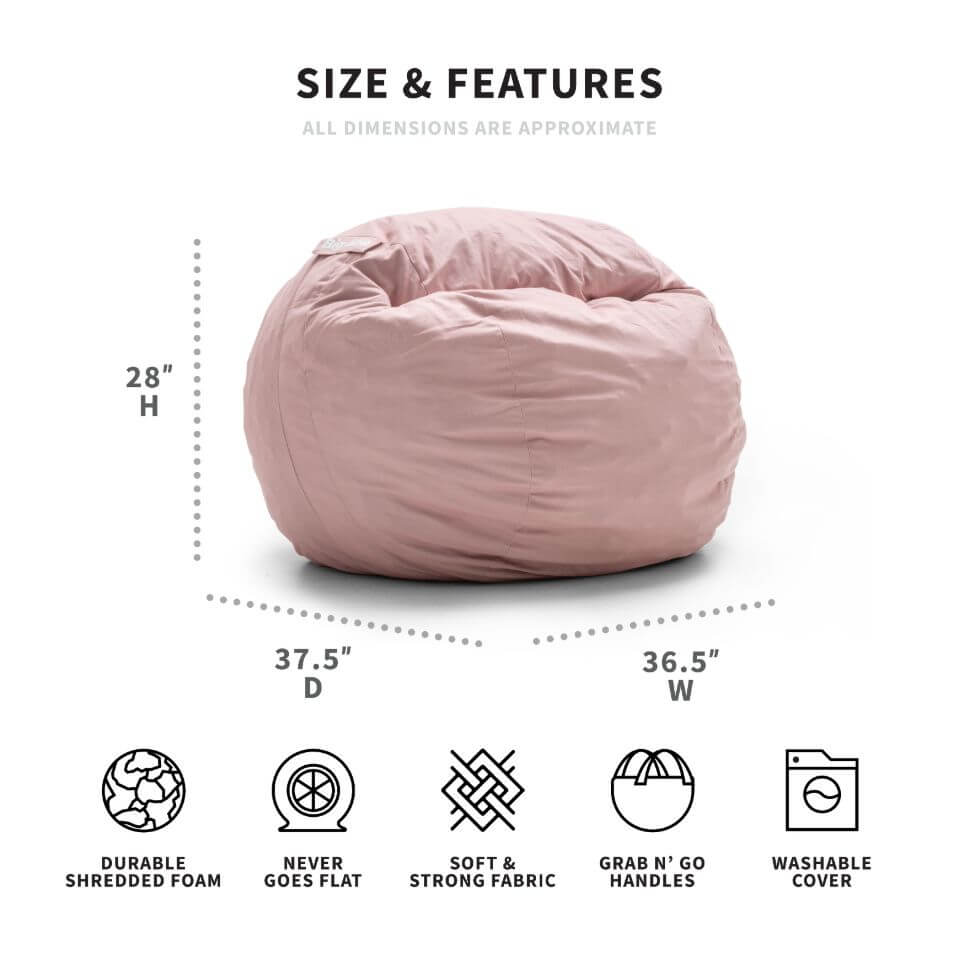 SIZE & FEATURES
ALL DIMENSIONS ARE APPROXIMATE
28"
H
37.5"
D
36.5"
W
DURABLE
SHREDDED FOAM
NEVER
GOES FLAT
SOFT &
STRONG FABRIC
GRAB N’ GO
HANDLES
WASHABLE
COVER